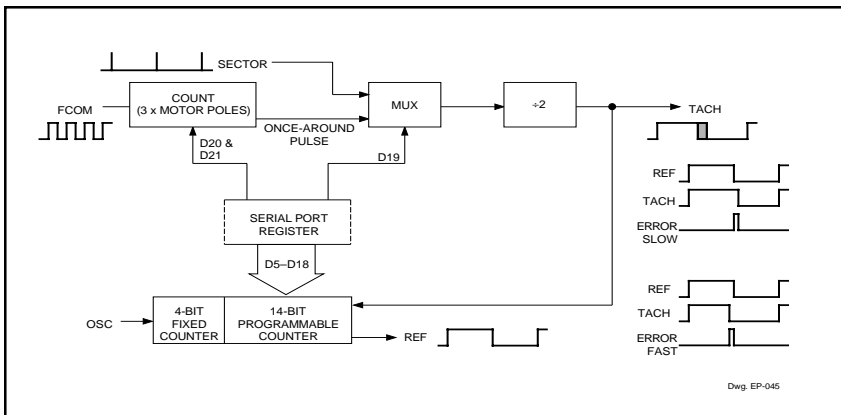 SECTOR
FCOM
COUNT
(3 x MOTOR POLES)
MUX
÷2
TACH
ONCE-AROUND
PULSE
D20 &
D21
D19
REF
TACH
ERROR
SLOW
SERIAL PORT
REGISTER
D5–D18
REF
TACH
ERROR
FAST
OSC
4-BIT
FIXED
COUNTER
14-BIT
PROGRAMMABLE
COUNTER
REF
Dwg. EP-045